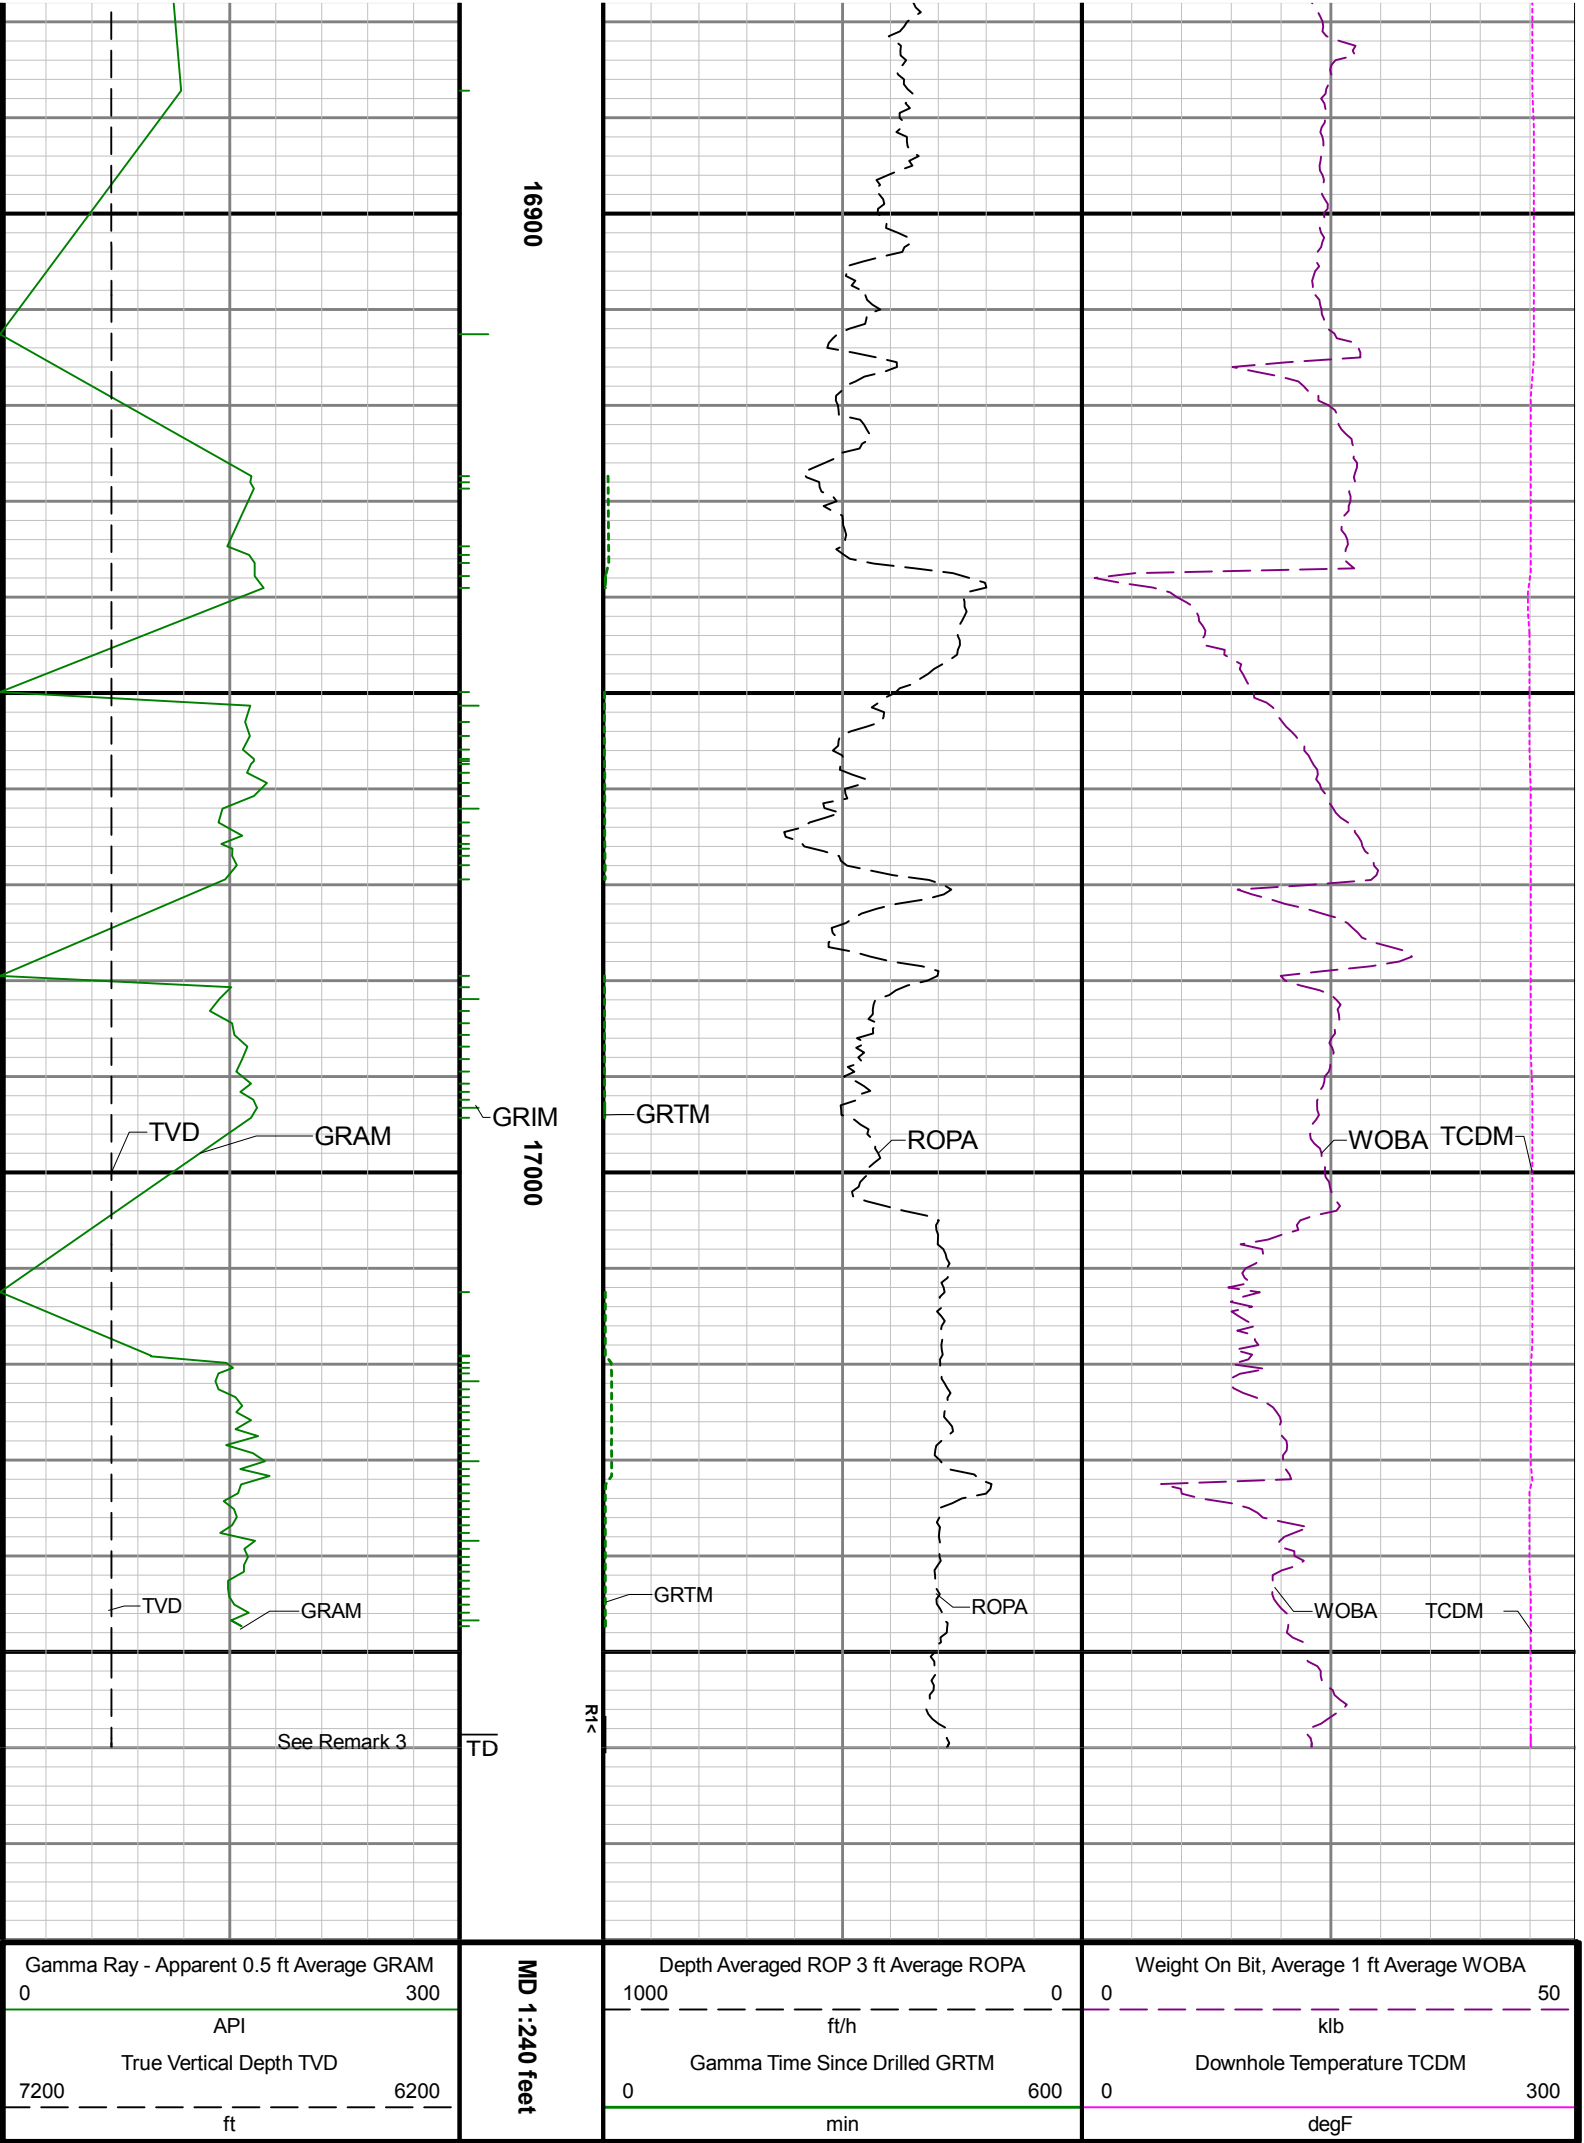 16900
GRIM
GRTM
TVD
GRAM
ROPA
WOBA
TCDM
17000
GRTM
TVD
GRAM
ROPA
WOBA
TCDM
R1<
See Remark 3
TD
Gamma Ray - Apparent 0.5 ft Average GRAM
0 300
API
True Vertical Depth TVD
7200 6200
ft
MD 1:240 feet
Depth Averaged ROP 3 ft Average ROPA
1000 0
ft/h
Gamma Time Since Drilled GRTM
0 600
min
Weight On Bit, Average 1 ft Average WOBA
0 50
klb
Downhole Temperature TCDM
0 300
degF